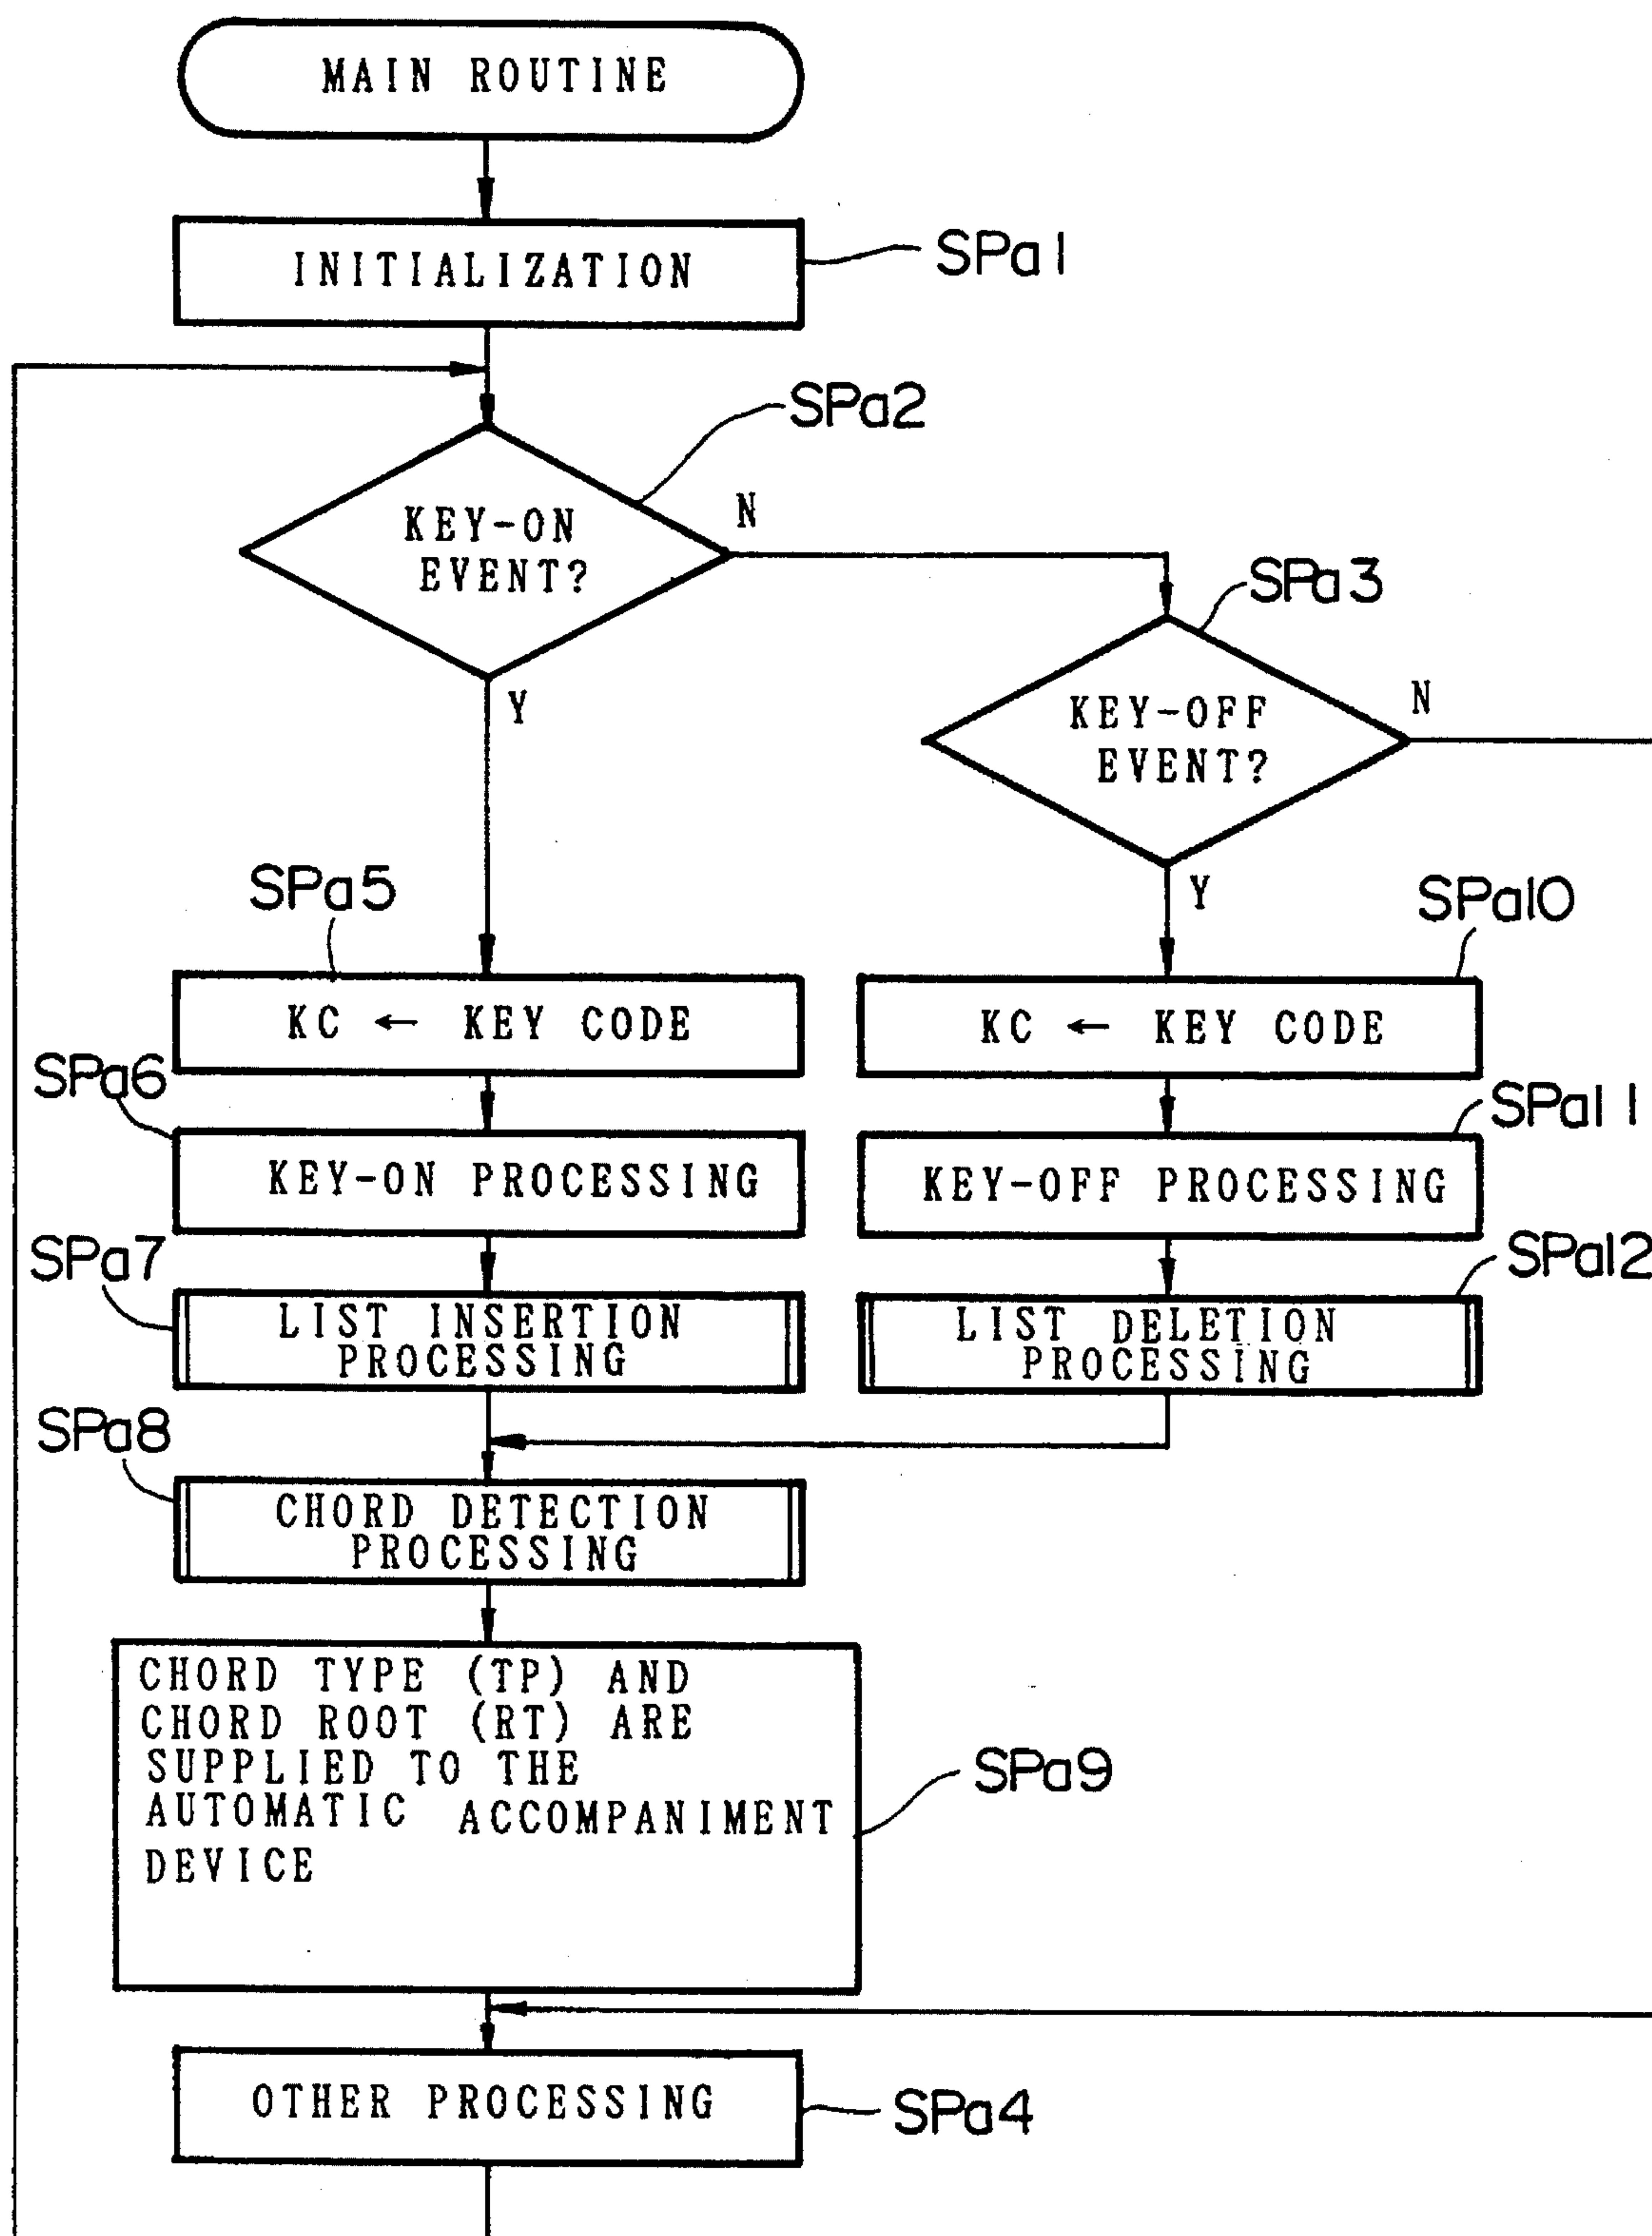 MAIN ROUTINE
INITIALIZATION
SPa1
SPa2
KEY-ON
EVENT?
N
Y
SPa3
KEY-OFF
EVENT?
N
Y
SPa5
KC ← KEY CODE
SPa10
KC ← KEY CODE
SPa6
KEY-ON PROCESSING
SPa11
KEY-OFF PROCESSING
SPa7
LIST INSERTION
PROCESSING
SPa12
LIST DELETION
PROCESSING
SPa8
CHORD DETECTION
PROCESSING
CHORD TYPE (TP) AND
CHORD ROOT (RT) ARE
SUPPLIED TO THE
AUTOMATIC ACCOMPANIMENT
DEVICE
SPa9
OTHER PROCESSING
SPa4